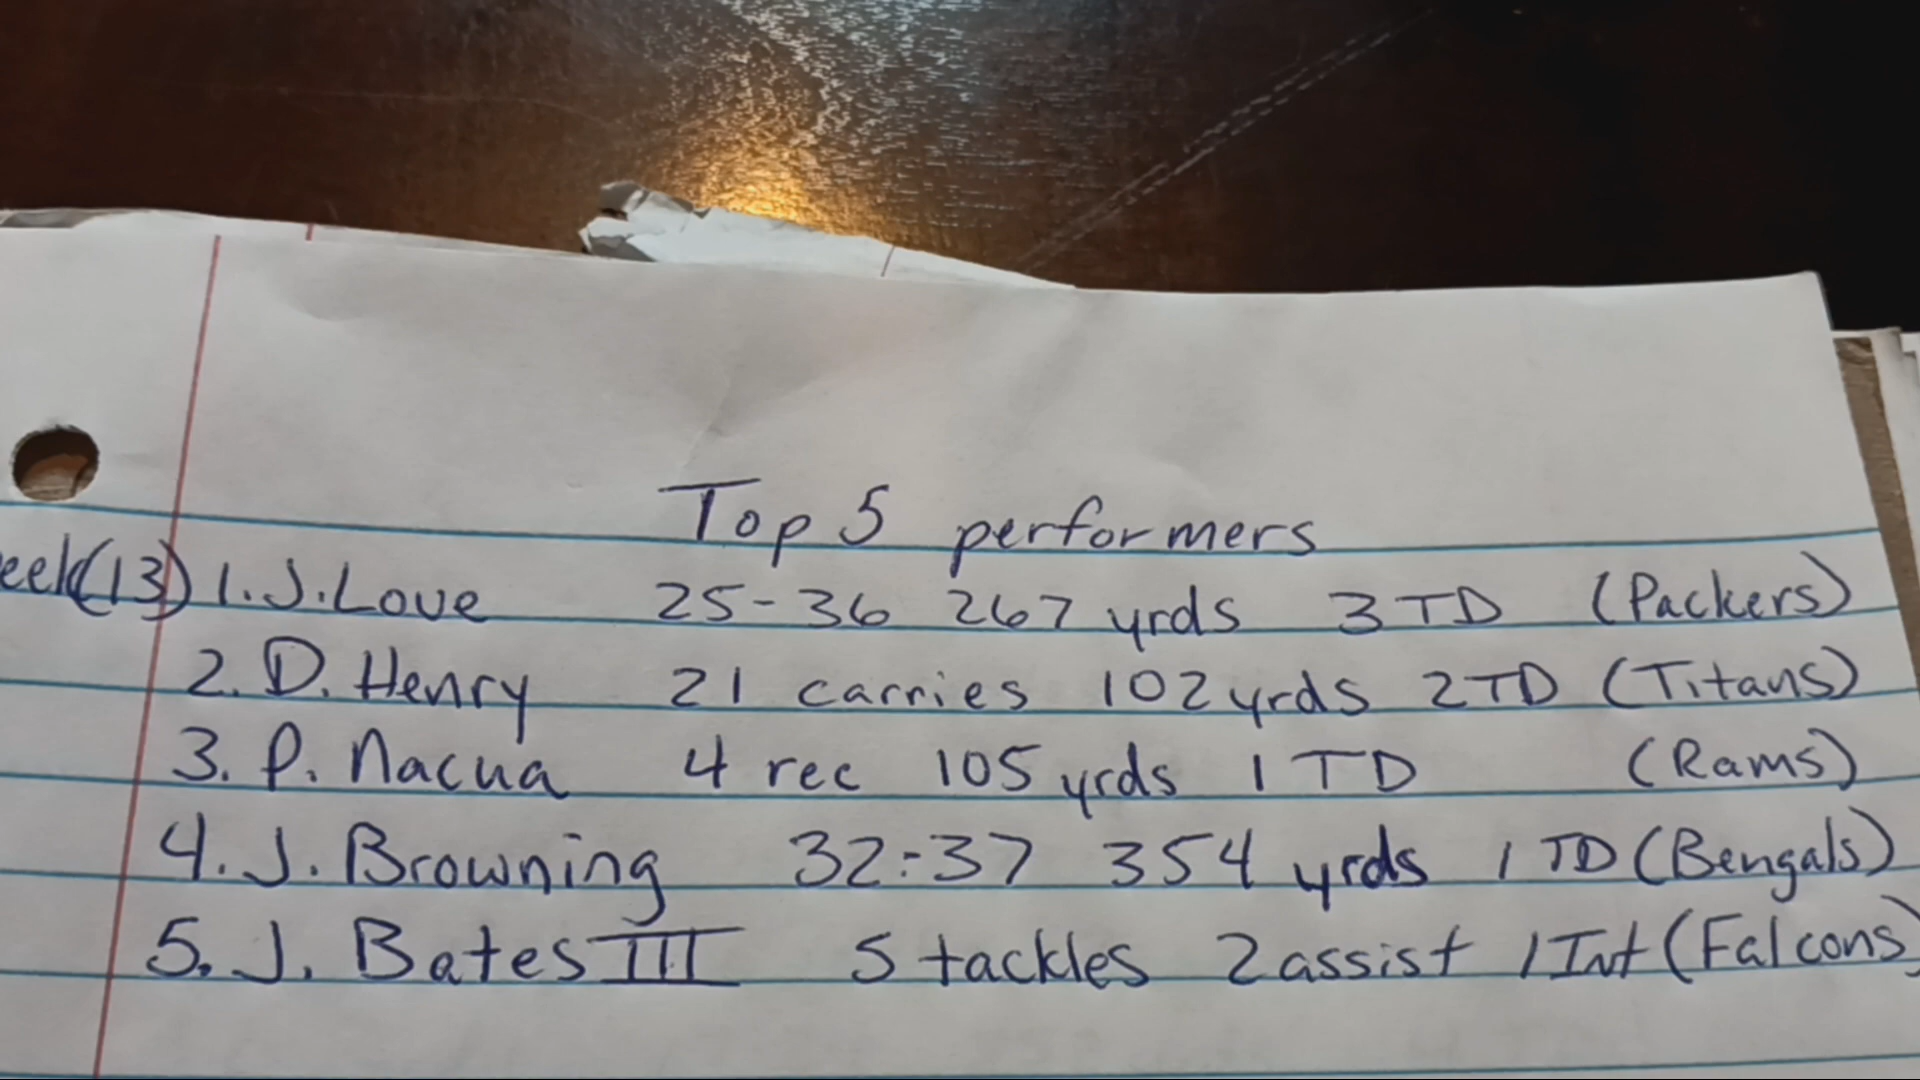 Top 5 performers
eek(13) 1. J. Love 25-36 267 yrds 3 TD (Packers)
2. D. Henry 21 carries 102 yrds 2 TD (Titans)
3. P. Nacua 4 rec 105 yrds 1 TD (Rams)
4. J. Browning 32:37 354 yrds 1 TD (Bengals)
5. J. Bates III 5 tackles 2 assist 1 Int (Falcons)